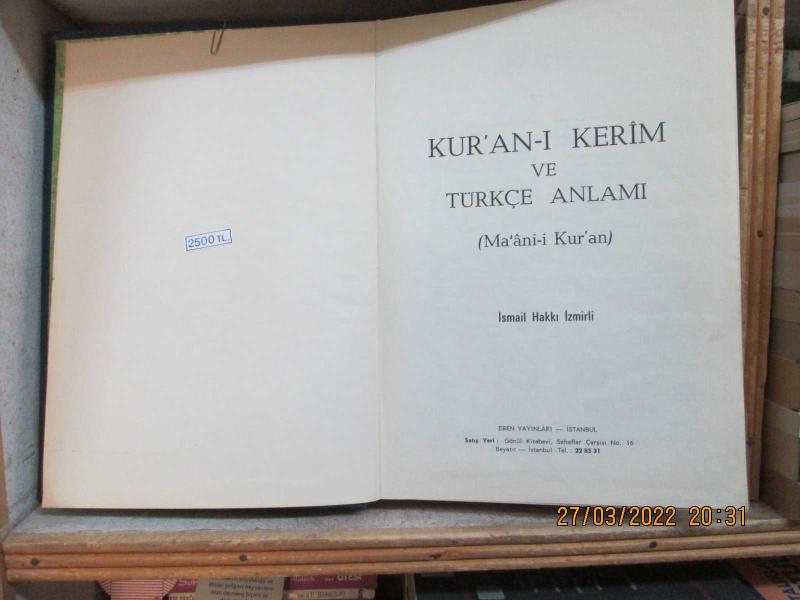 2500 TL.
KUR'AN-I KERÎM
VE
TÜRKÇE ANLAMI
(Ma'âni-i Kur'an)
İsmail Hakkı İzmirli
EREN YAYINLARI — İSTANBUL
Satış Yeri : Gönül Kitabevi, Sahaflar Çarşısı No. 16
Beyazıt — İstanbul Tel. : 22 85 31
27/03/2022 20:31
ÖTESİ